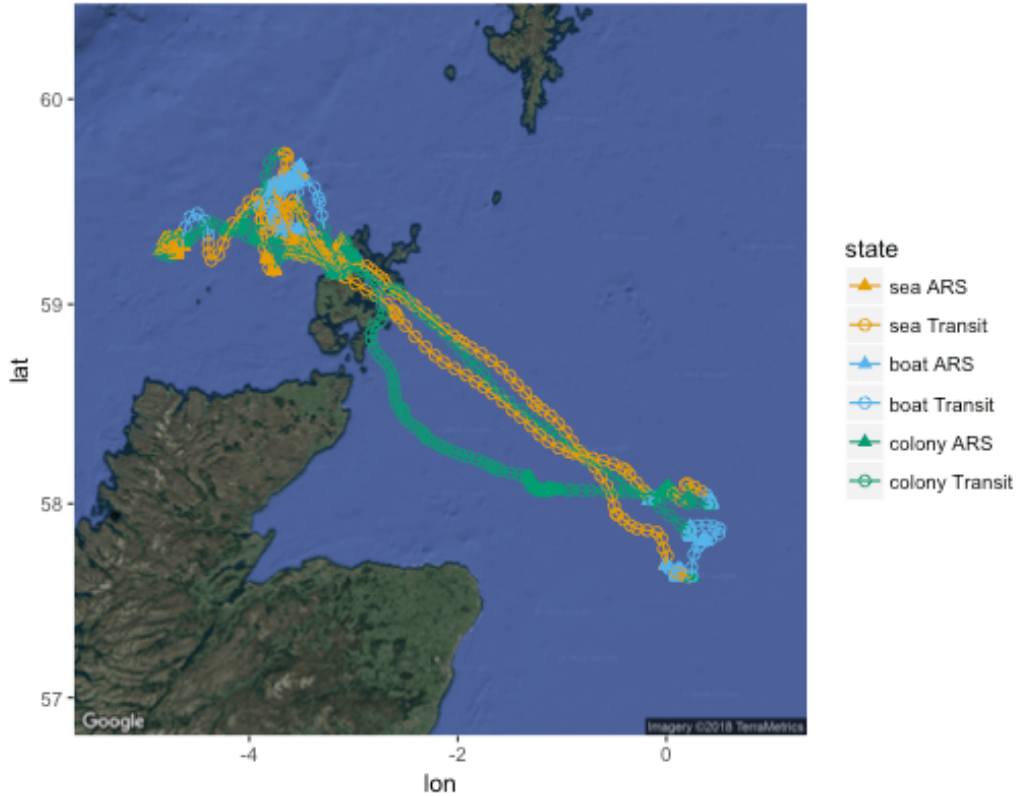 60
59
58
57
lat
-4
-2
0
lon
Google
Imagery ©2018 TerraMetrics
state
sea ARS
sea Transit
boat ARS
boat Transit
colony ARS
colony Transit